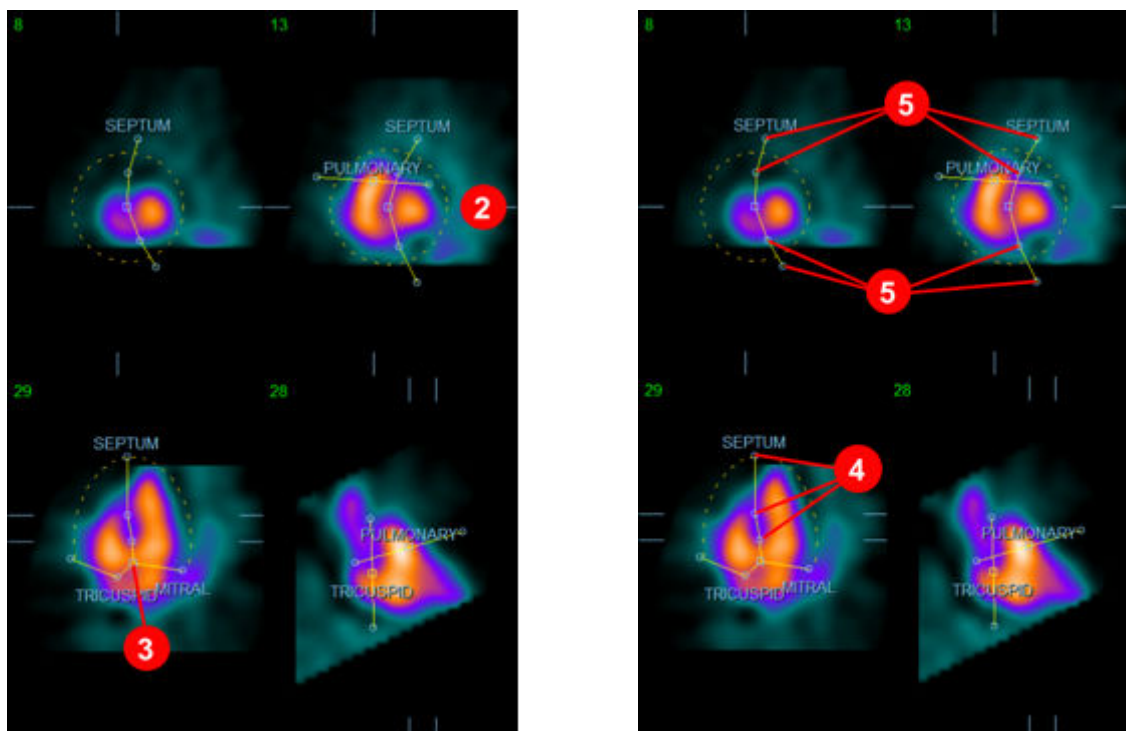 8 13
SEPTUM SEPTUM
PULMONARY
2
29 28
SEPTUM
PULMONARY
TRICUSPID MITRAL TRICUSPID
3
8 13
5
SEPTUM SEPTUM
PULMONARY
5
29 28
SEPTUM
4
PULMONARY
TRICUSPID MITRAL TRICUSPID